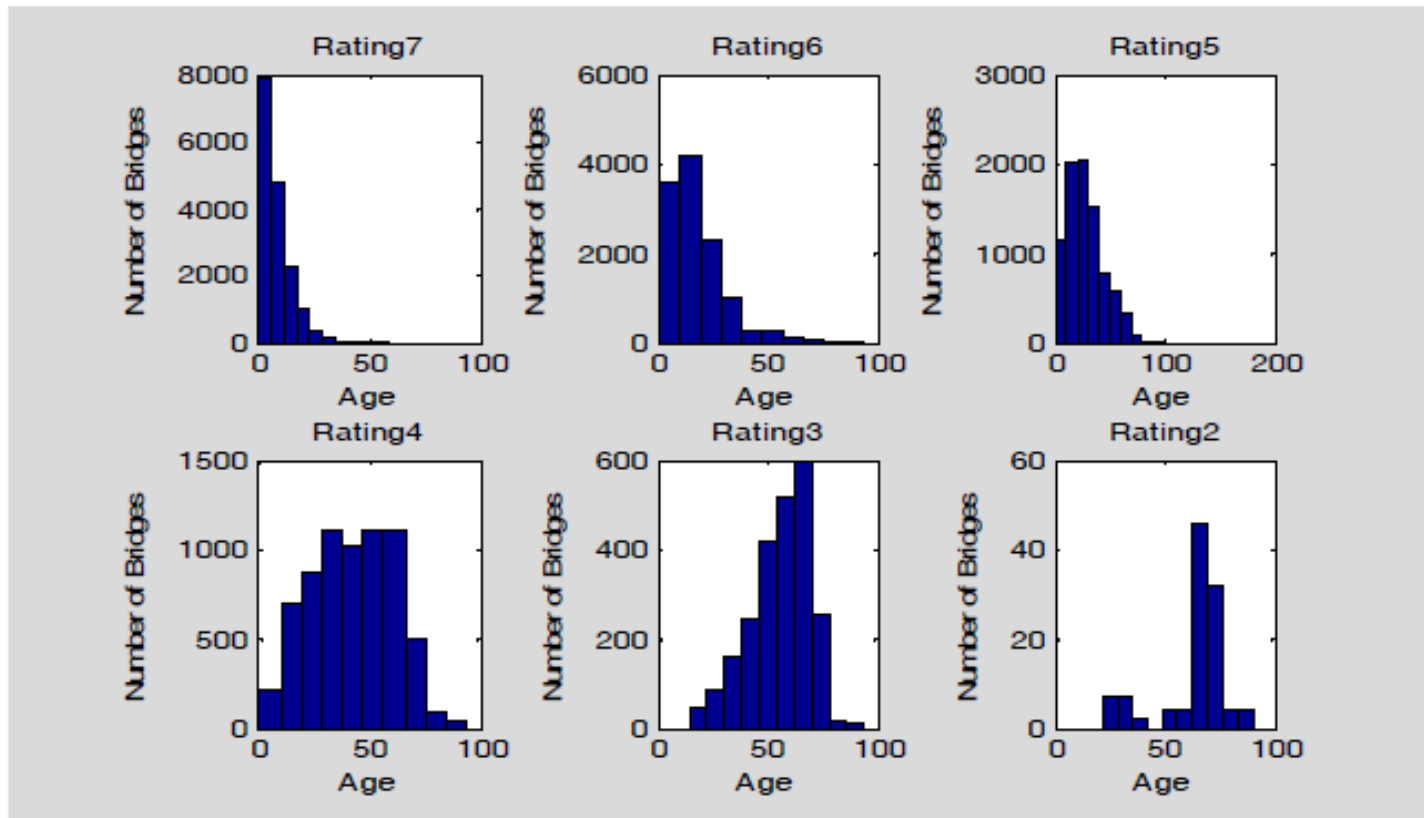 Rating7
8000
6000
4000
2000
0
0 50 100
Number of Bridges
Age
Rating6
6000
4000
2000
0
0 50 100
Number of Bridges
Age
Rating5
3000
2000
1000
0
0 100 200
Number of Bridges
Age
Rating4
1500
1000
500
0
0 50 100
Number of Bridges
Age
Rating3
600
400
200
0
0 50 100
Number of Bridges
Age
Rating2
60
40
20
0
0 50 100
Number of Bridges
Age